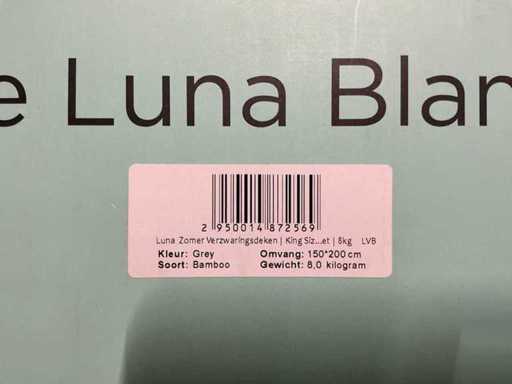 e Luna Blan
2 950014 872569
Luna Zomer Verzwaringsdeken | King Siz...et | 8kg LVB
Kleur: Grey Omvang: 150*200 cm
Soort: Bamboo Gewicht: 8,0 kilogram